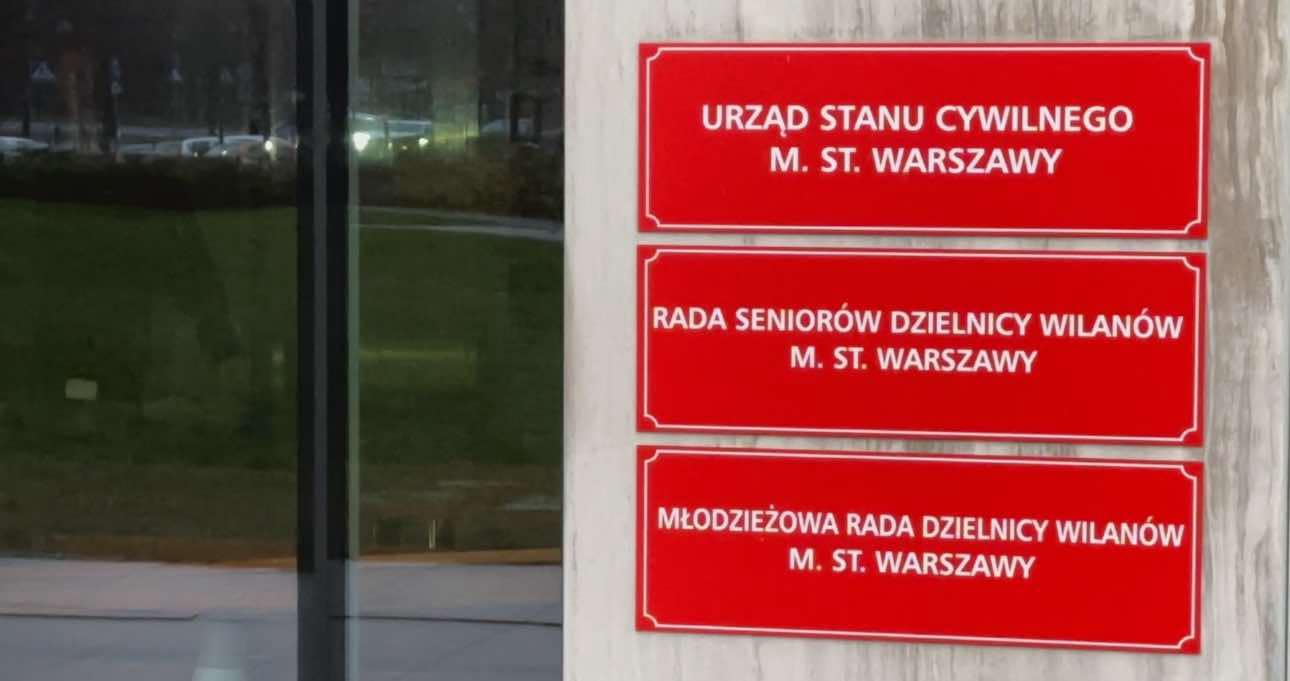 URZĄD STANU CYWILNEGO
M. ST. WARSZAWY
RADA SENIORÓW DZIELNICY WILANÓW
M. ST. WARSZAWY
MŁODZIEŻOWA RADA DZIELNICY WILANÓW
M. ST. WARSZAWY